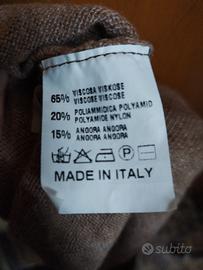 65% VISCOSA VISKOSE
VISCOSE VISCOSE
20% POLIAMMIDICA POLYAMID
POLYAMIDE NYLON
15% ANGORA ANGORA
ANGORA ANGORA
P
MADE IN ITALY
subito